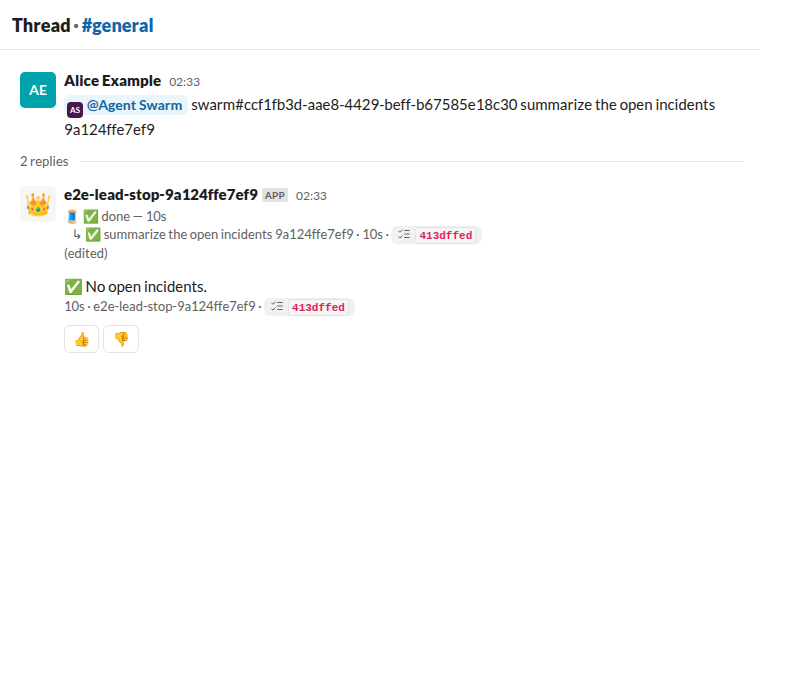 Thread • #general
AE
Alice Example 02:33
AS @Agent Swarm swarm#ccf1fb3d-aae8-4429-beff-b67585e18c30 summarize the open incidents
9a124ffe7ef9
2 replies
e2e-lead-stop-9a124ffe7ef9 APP 02:33
🧵 ✅ done — 10s
↳ ✅ summarize the open incidents 9a124ffe7ef9 · 10s · 413dffed
(edited)
✅ No open incidents.
10s · e2e-lead-stop-9a124ffe7ef9 · 413dffed